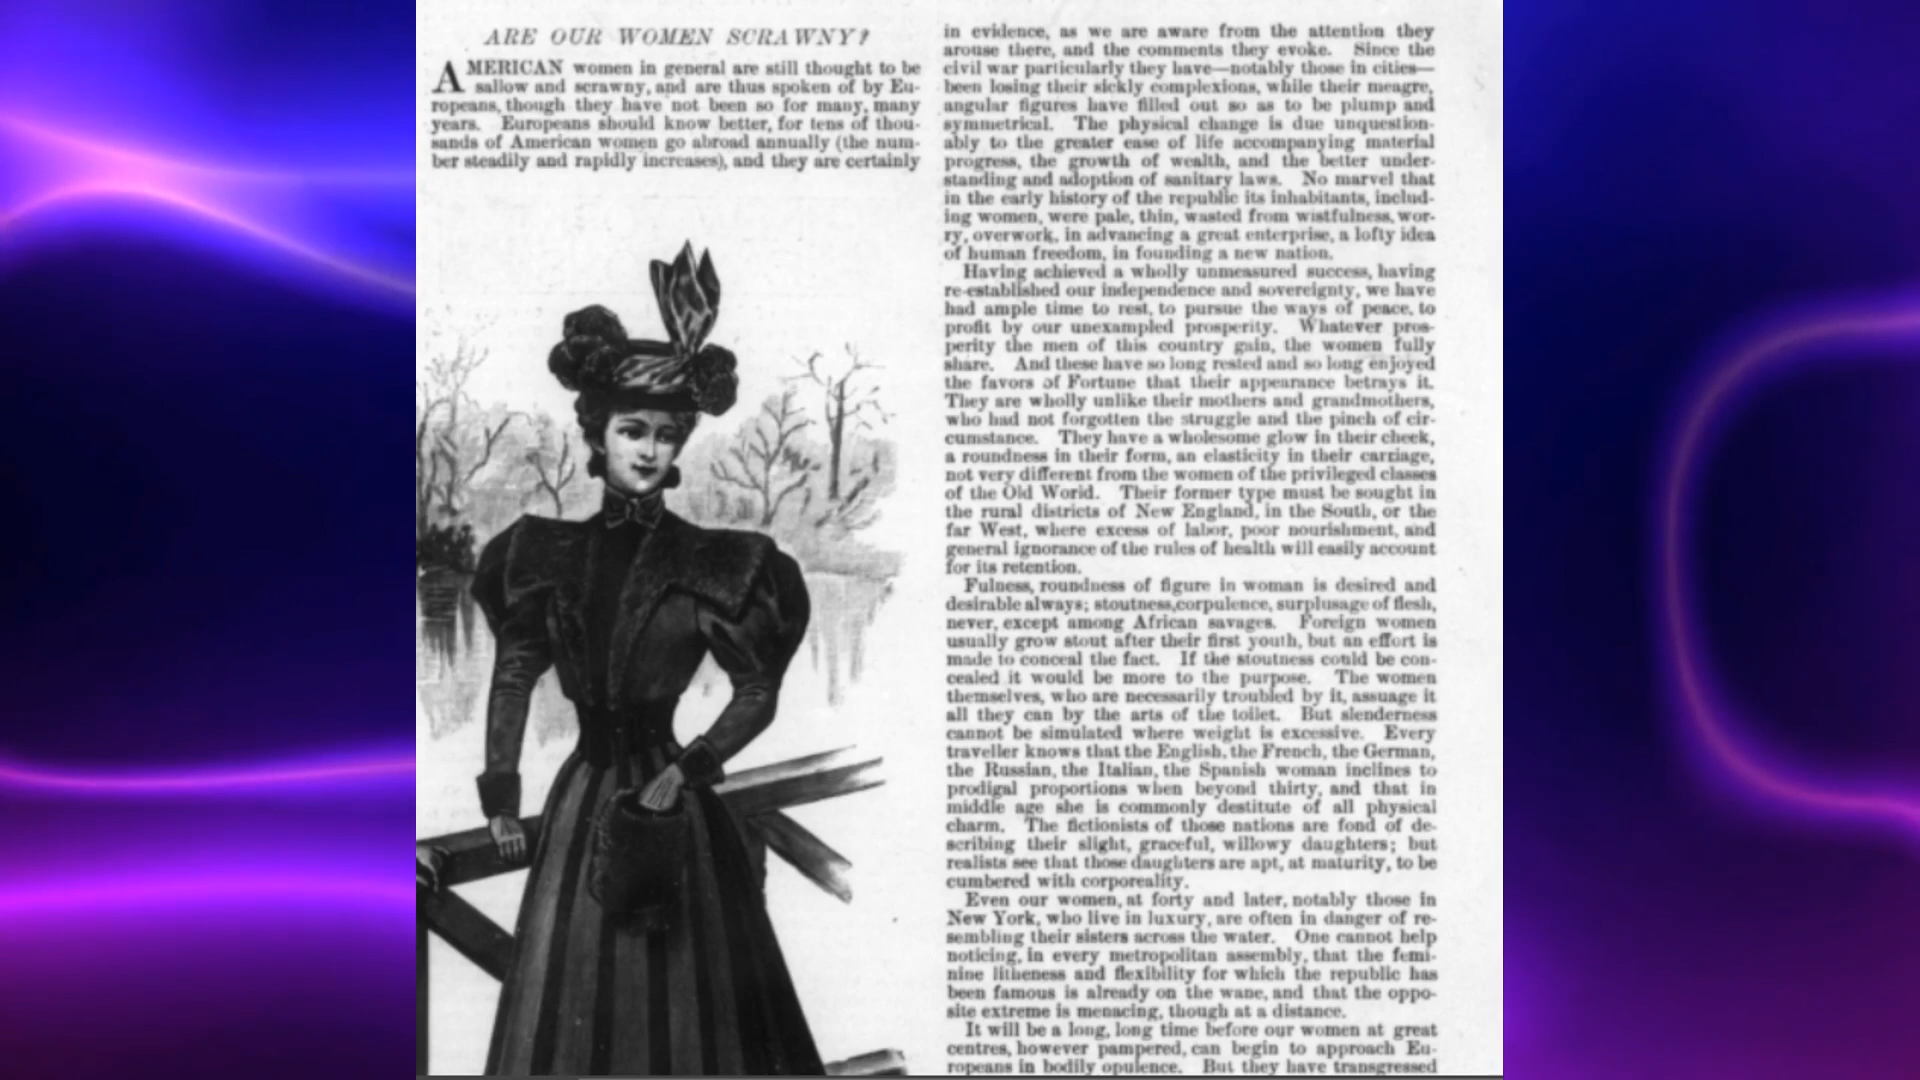 ARE OUR WOMEN SCRAWNY?
AMERICAN women in general are still thought to be
sallow and scrawny, and are thus spoken of by Eu-
ropeans, though they have not been so for many, many
years. Europeans should know better, for tens of thou-
sands of American women go abroad annually (the num-
ber steadily and rapidly increases), and they are certainly
in evidence, as we are aware from the attention they
arouse there, and the comments they evoke. Since the
civil war particularly they have—notably those in cities—
been losing their sickly complexions, while their meagre,
angular figures have filled out so as to be plump and
symmetrical. The physical change is due unquestion-
ably to the greater ease of life accompanying material
progress, the growth of wealth, and the better under-
standing and adoption of sanitary laws. No marvel that
in the early history of the republic its inhabitants, includ-
ing women, were pale, thin, wasted from wistfulness, wor-
ry, overwork, in advancing a great enterprise, a lofty idea
of human freedom, in founding a new nation.
Having achieved a wholly unmeasured success, having
re-established our independence and sovereignty, we have
had ample time to rest, to pursue the ways of peace, to
profit by our unexampled prosperity. Whatever pros-
perity the men of this country gain, the women fully
share. And these have so long rested and so long enjoyed
the favors of Fortune that their appearance betrays it.
They are wholly unlike their mothers and grandmothers,
who had not forgotten the struggle and the pinch of cir-
cumstance. They have a wholesome glow in their cheek,
a roundness in their form, an elasticity in their carriage,
not very different from the women of the privileged classes
of the Old World. Their former type must be sought in
the rural districts of New England, in the South, or the
far West, where excess of labor, poor nourishment, and
general ignorance of the rules of health will easily account
for its retention.
Fulness, roundness of figure in woman is desired and
desirable always; stoutness, corpulence, surplusage of flesh,
never, except among African savages. Foreign women
usually grow stout after their first youth, but an effort is
made to conceal the fact. If the stoutness could be con-
cealed it would be more to the purpose. The women
themselves, who are necessarily troubled by it, assuage it
all they can by the arts of the toilet. But slenderness
cannot be simulated where weight is excessive. Every
traveller knows that the English, the French, the German,
the Russian, the Italian, the Spanish woman inclines to
prodigal proportions when beyond thirty, and that in
middle age she is commonly destitute of all physical
charm. The fictionists of those nations are fond of de-
scribing their slight, graceful, willowy daughters; but
realists see that those daughters are apt, at maturity, to be
cumbered with corporeality.
Even our women, at forty and later, notably those in
New York, who live in luxury, are often in danger of re-
sembling their sisters across the water. One cannot help
noticing, in every metropolitan assembly, that the femi-
nine litheness and flexibility for which the republic has
been famous is already on the wane, and that the oppo-
site extreme is menacing, though at a distance.
It will be a long, long time before our women at great
centres, however pampered, can begin to approach Eu-
ropeans in bodily opulence. But they have transgressed